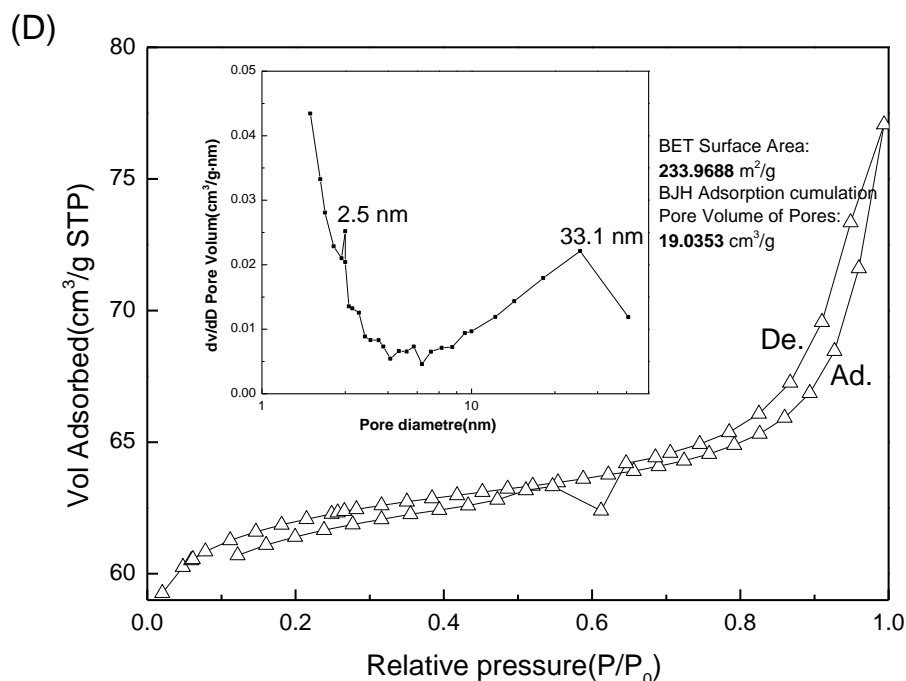 (D)
80
75
70
65
60
Vol Adsorbed(cm³/g STP)
0.0 0.2 0.4 0.6 0.8 1.0
Relative pressure(P/P₀)
0.05
0.04
0.03
0.02
0.01
0.00
dv/dD Pore Volum(cm³/g·nm)
1 10
Pore diametre(nm)
2.5 nm
33.1 nm
BET Surface Area:
233.9688 m²/g
BJH Adsorption cumulation
Pore Volume of Pores:
19.0353 cm³/g
De.
Ad.